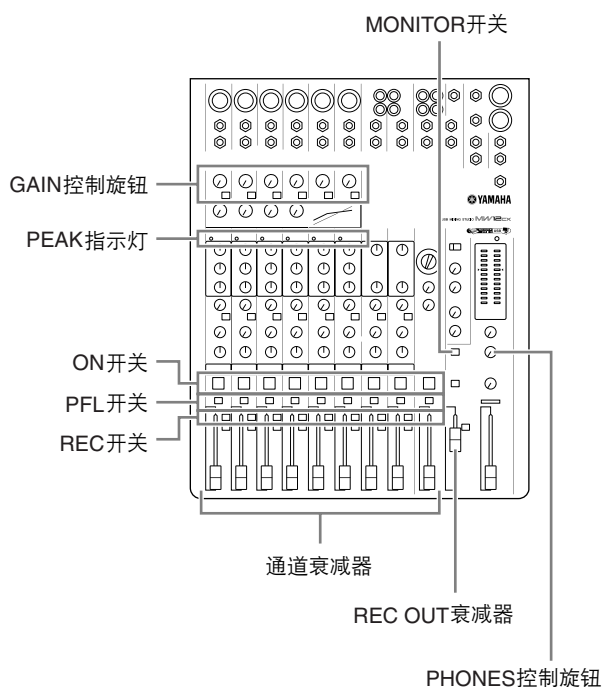 MONITOR开关
GAIN控制旋钮
YAMAHA
PEAK指示灯
ON开关
PFL开关
REC开关
通道衰减器
REC OUT衰减器
PHONES控制旋钮